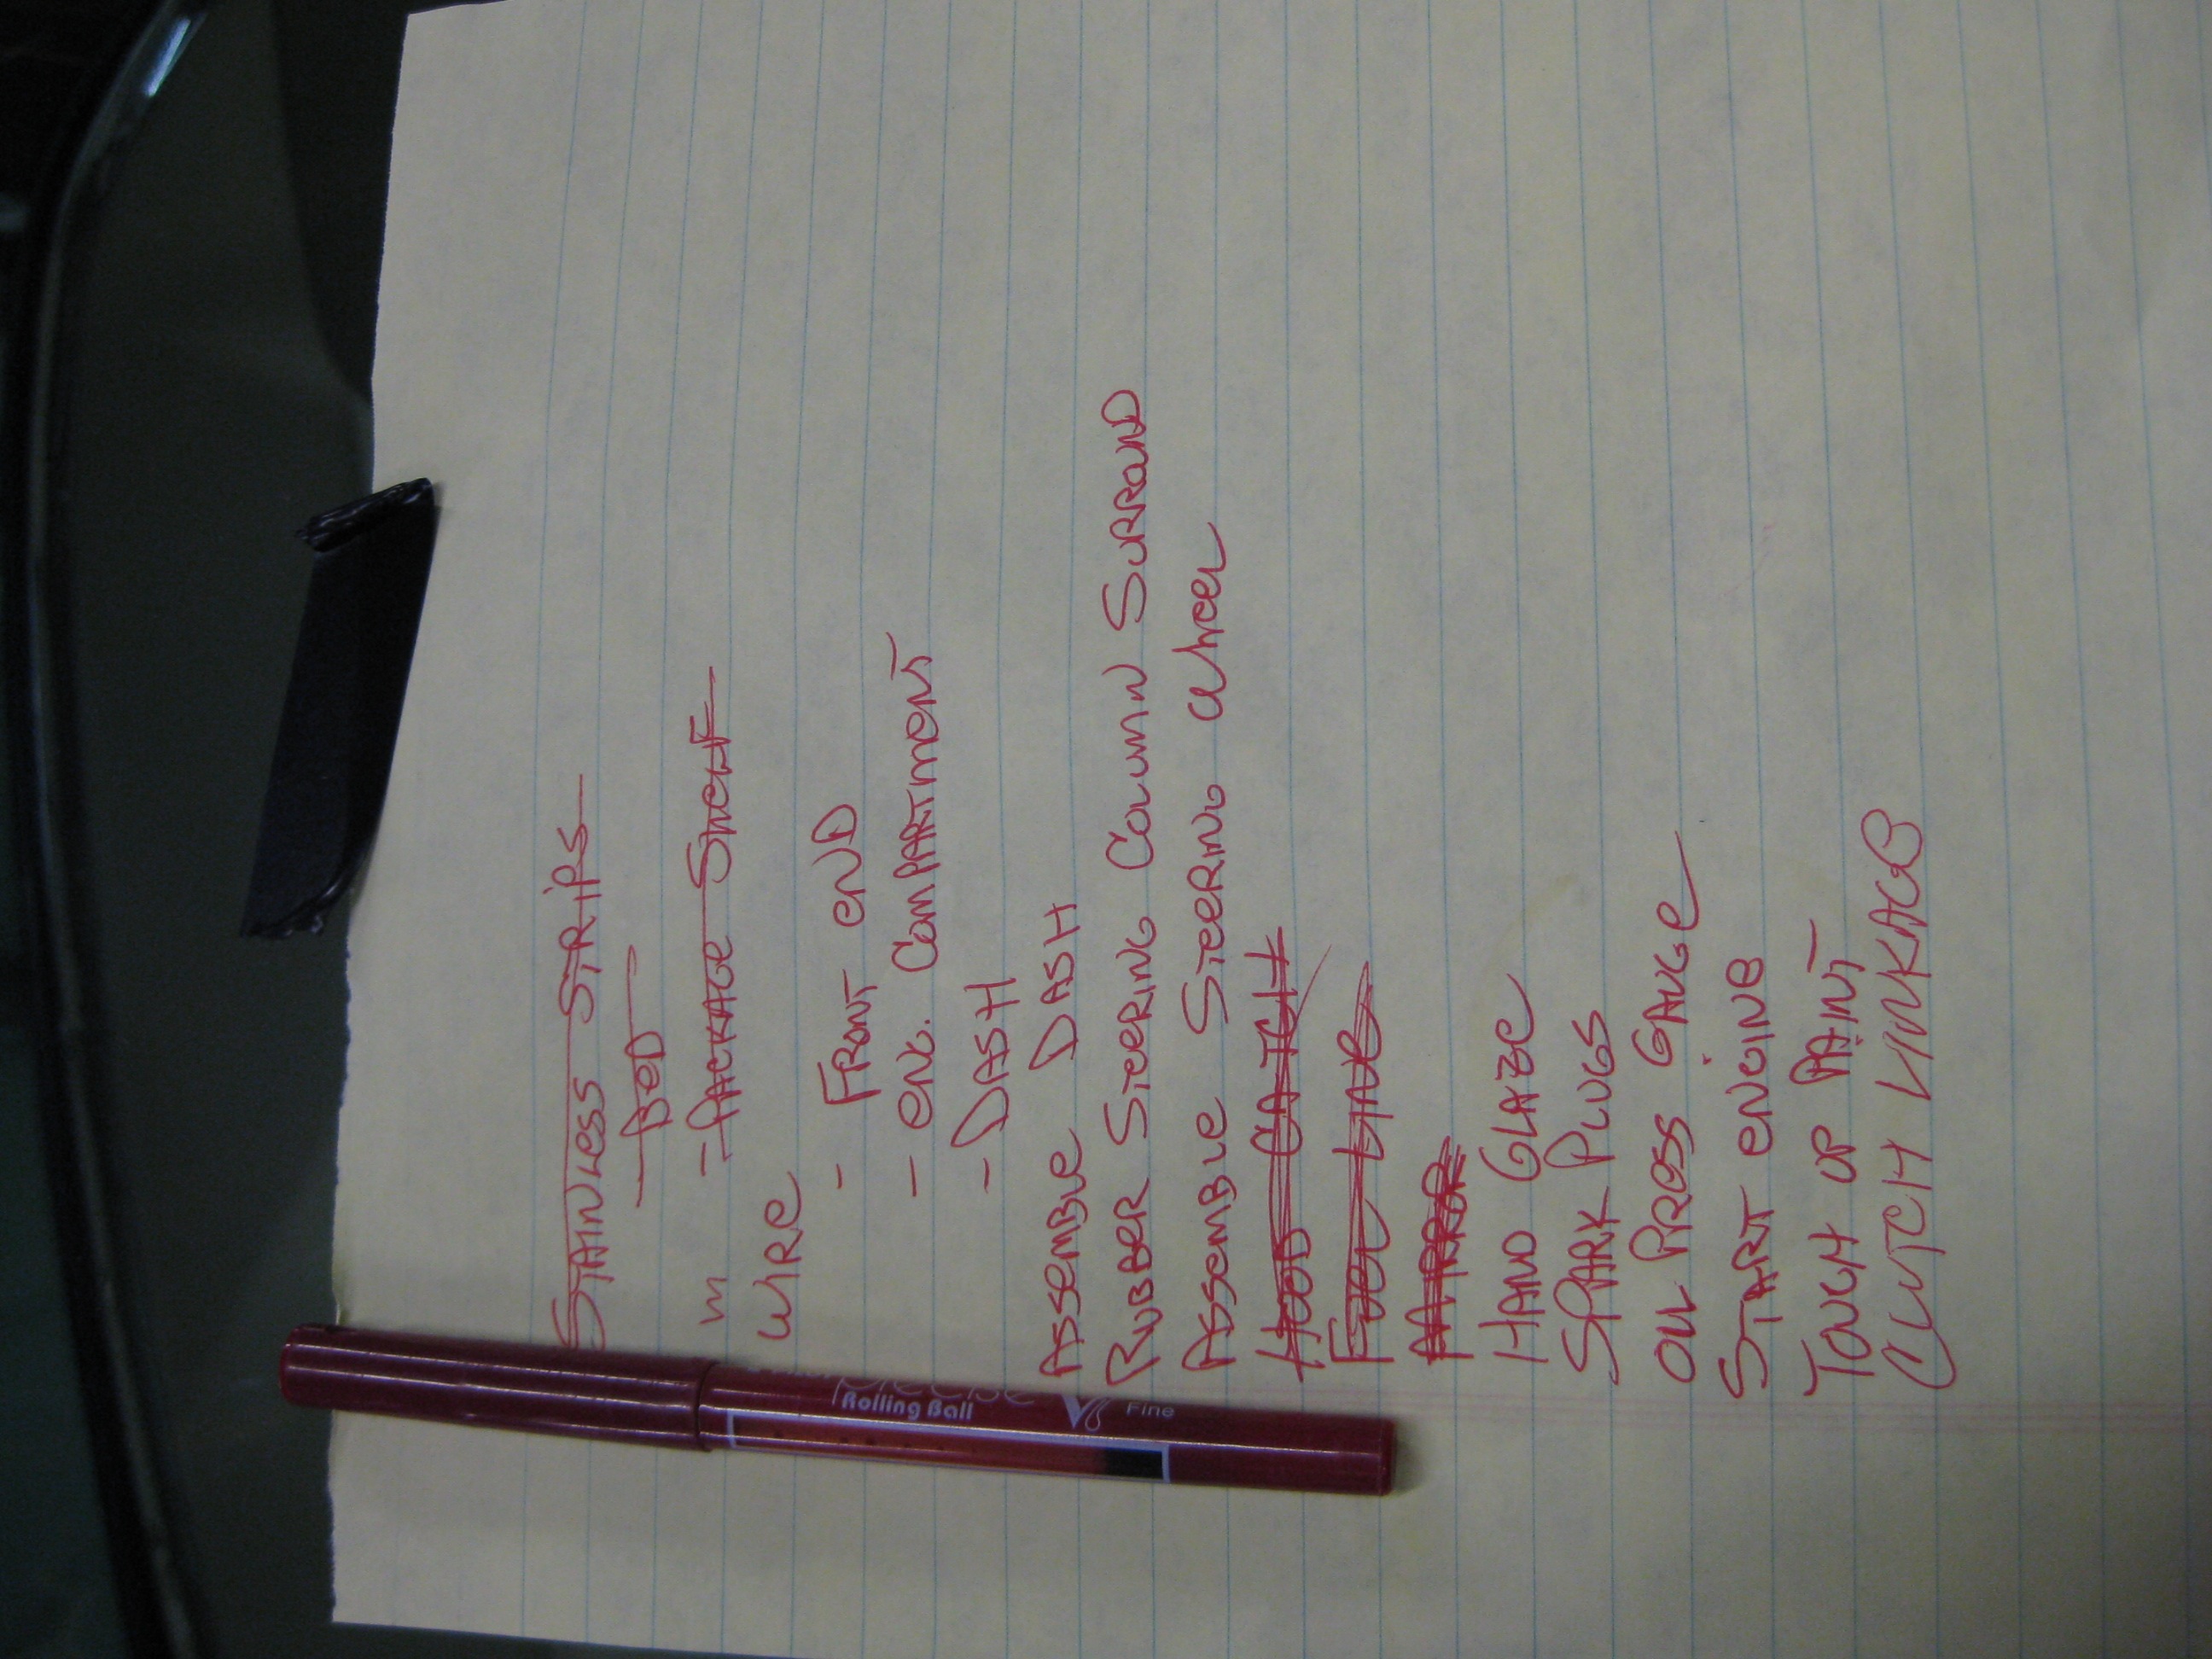 STAINLESS STRIPS
- BED
m - PACKAGE SHELF
WIRE
- FRONT END
- ENG. COMPARTMENT
- DASH
ASSEMBLE DASH
RUBBER STEERING COLUMN SURROUND
ASSEMBLE STEERING WHEEL
HOOD CATCH
FUEL LINE
MIRROR
HAND GLAZE
SPARK PLUGS
OIL PRESS GAUGE
START ENGINE
TOUCH UP PAINT
CLUTCH LINKAGE
Precise V5 Fine
Rolling Ball